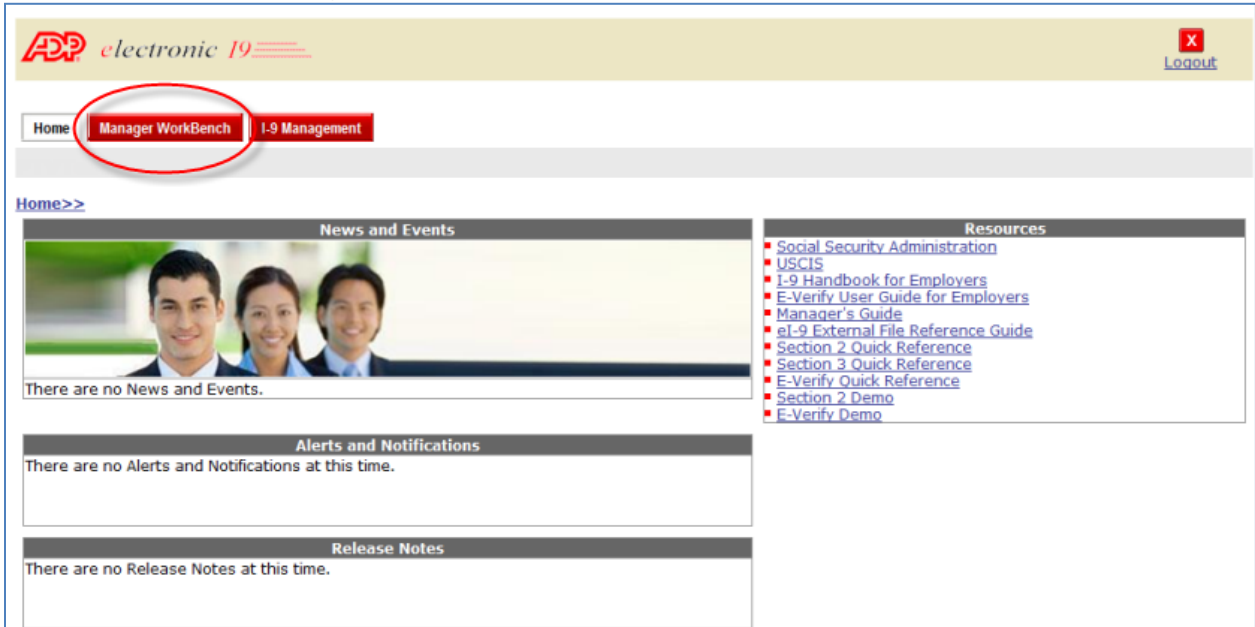 ADP electronic I9
X
Logout
Home Manager WorkBench I-9 Management
Home>>
News and Events
There are no News and Events.
Resources
Social Security Administration
USCIS
I-9 Handbook for Employers
E-Verify User Guide for Employers
Manager's Guide
eI-9 External File Reference Guide
Section 2 Quick Reference
Section 3 Quick Reference
E-Verify Quick Reference
Section 2 Demo
E-Verify Demo
Alerts and Notifications
There are no Alerts and Notifications at this time.
Release Notes
There are no Release Notes at this time.